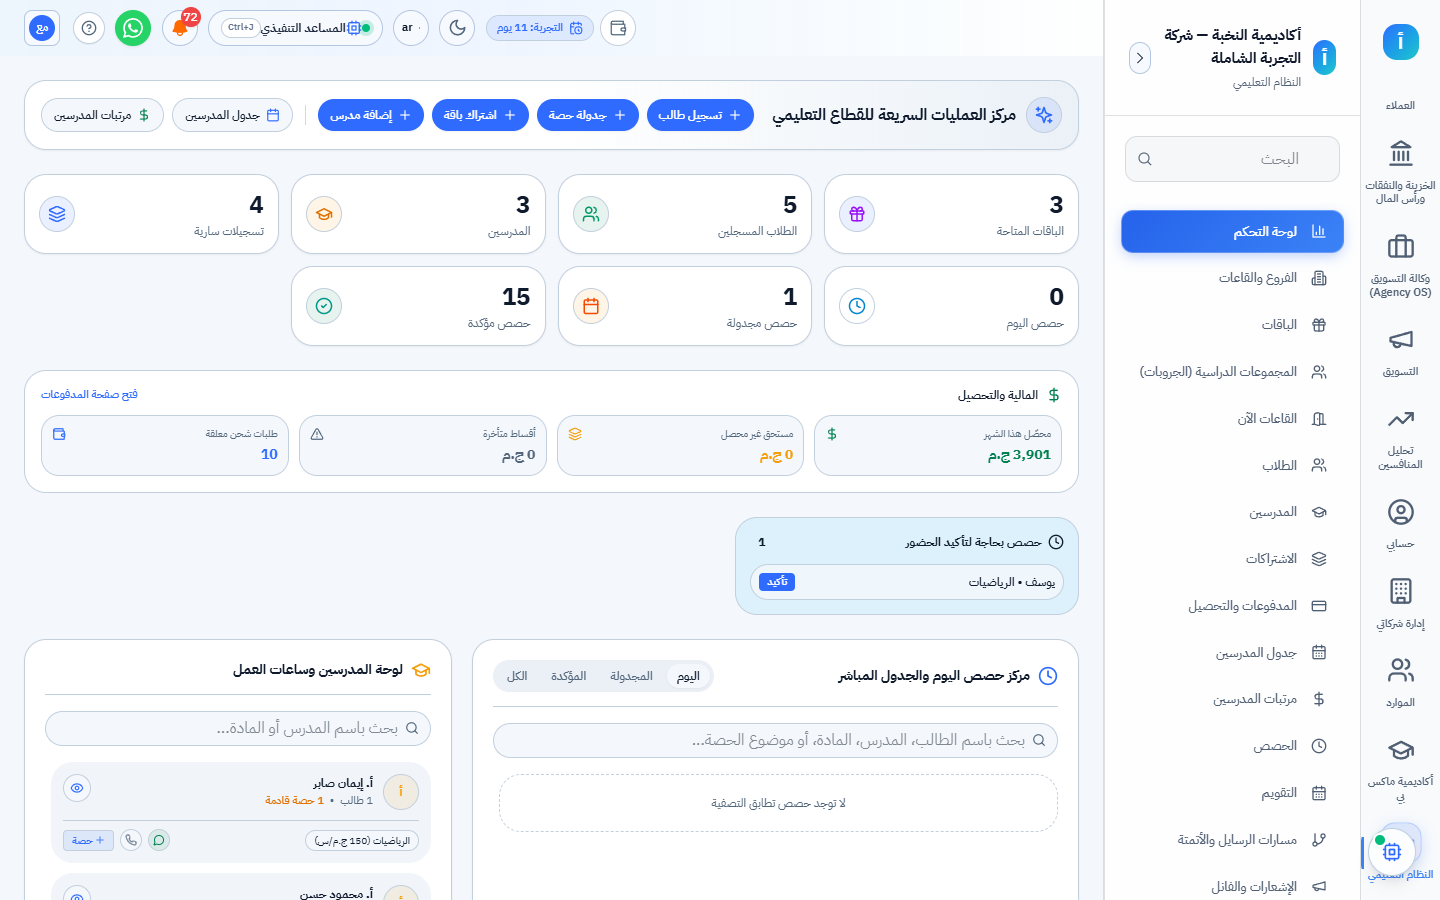 أ
العملاء
الخزينة والنفقات
ورأس المال
وكالة التسويق
(Agency OS)
التسويق
تحليل
المنافسين
حسابي
إدارة شركاتي
الموارد
أكاديمية ماكس
بي
أ
أكاديمية النخبة — شركة
التجربة الشاملة
النظام التعليمي
البحث
لوحة التحكم
الفروع والقاعات
الباقات
المجموعات الدراسية (الجروبات)
القاعات الآن
الطلاب
المدرسين
الاشتراكات
المدفوعات والتحصيل
جدول المدرسين
مرتبات المدرسين
الحصص
التقويم
مسارات الرسايل والأتمتة
الإشعارات والقابل
التجربة: 11 يوم
ar
المساعد التنفيذي
Ctrl+J
72
مع
مركز العمليات السريعة للقطاع التعليمي
تسجيل طالب
جدولة حصة
اشتراك باقة
إضافة مدرس
جدول المدرسين
مرتبات المدرسين
3
الباقات المتاحة
5
الطلاب المسجلين
3
المدرسين
4
تسجيلات سارية
0
حصص اليوم
1
حصص مجدولة
15
حصص مؤكدة
المالية والتحصيل
فتح صفحة المدفوعات
محصّل هذا الشهر
3,901 ج.م
مستحق غير محصل
0 ج.م
أقساط متأخرة
0 ج.م
طلبات شحن معلقة
10
حصص بحاجة لتأكيد الحضور
1
يوسف • الرياضيات
تأكيد
مركز حصص اليوم والجدول المباشر
اليوم
المجدولة
المؤكدة
الكل
بحث باسم الطالب، المدرس، المادة، أو موضوع الحصة...
لا توجد حصص تطابق التصفية
لوحة المدرسين وساعات العمل
بحث باسم المدرس أو المادة...
أ
أ. إيمان صابر
1 طالب • 1 حصة قادمة
الرياضيات (150 ج.م/س)
حصة
أ. محمود حسن